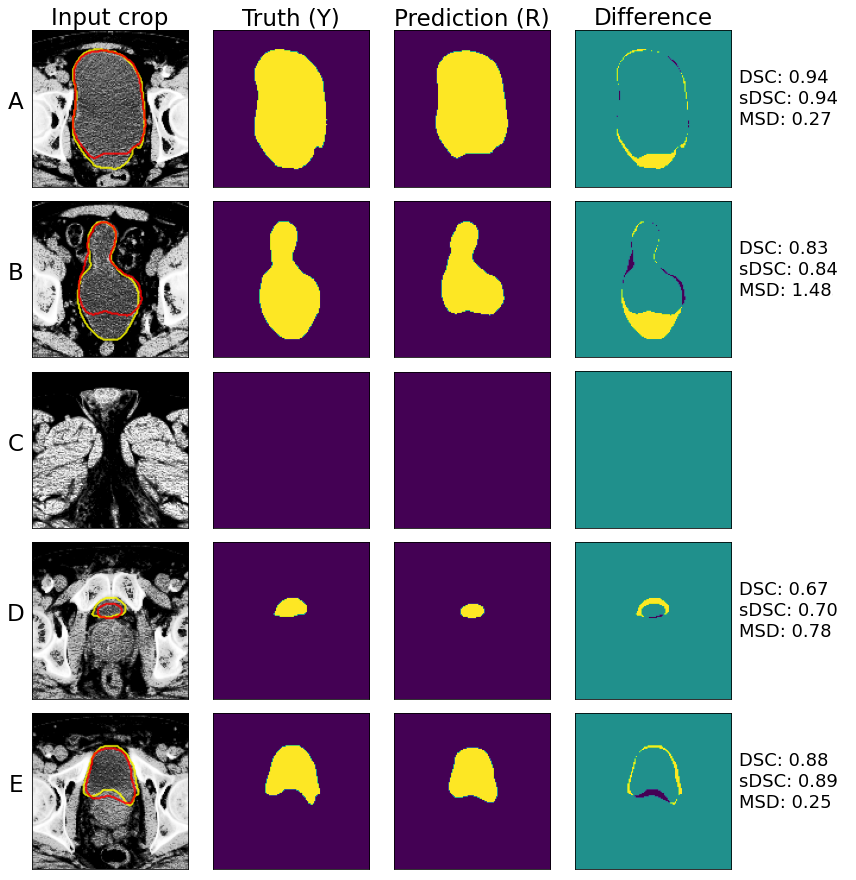 Input crop
Truth (Y)
Prediction (R)
Difference
A
DSC: 0.94
sDSC: 0.94
MSD: 0.27
B
DSC: 0.83
sDSC: 0.84
MSD: 1.48
C
D
DSC: 0.67
sDSC: 0.70
MSD: 0.78
E
DSC: 0.88
sDSC: 0.89
MSD: 0.25